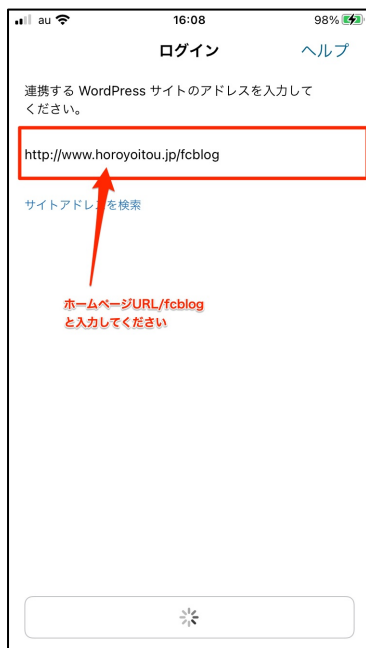 au 16:08 98%
ログイン ヘルプ
連携する WordPress サイトのアドレスを入力して
ください。
http://www.horoyoitou.jp/fcblog
サイトアドレスを検索
ホームページURL/fcblog
と入力してください